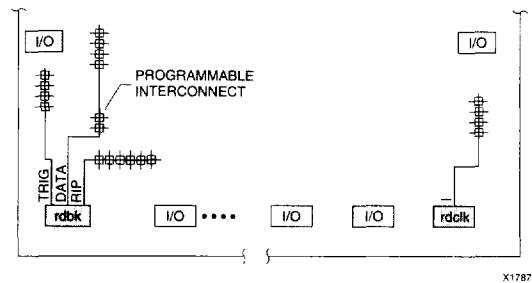 I/O
I/O
PROGRAMMABLE
INTERCONNECT
TRIG
DATA
RIP
rdbk
I/O
I/O
I/O
rdclk
X1787